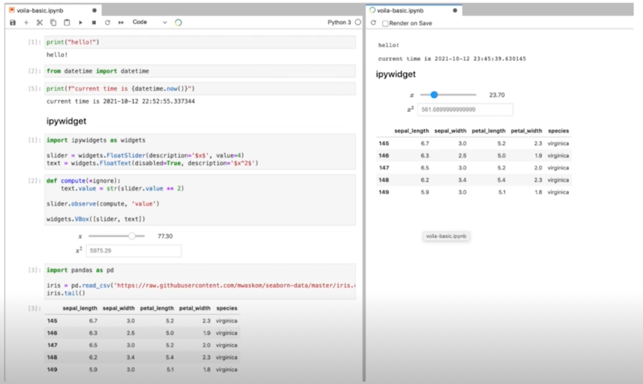 voila-basic.ipynb
Code
Python 3
[1]: print("hello!")
hello!
[2]: from datetime import datetime
[5]: print(f"current time is {datetime.now()}")
current time is 2021-10-12 22:52:55.337344
ipywidget
[1]: import ipywidgets as widgets
slider = widgets.FloatSlider(description='$x$', value=4)
text = widgets.FloatText(disabled=True, description='$x^2$')
[2]: def compute(*ignore):
text.value = str(slider.value ** 2)
slider.observe(compute, 'value')
widgets.VBox([slider, text])
x 77.30
x² 5975.29
[3]: import pandas as pd
iris = pd.read_csv('https://raw.githubusercontent.com/mwaskom/seaborn-data/master/iris.c
iris.tail()
[3]: sepal_length sepal_width petal_length petal_width species
145 6.7 3.0 5.2 2.3 virginica
146 6.3 2.5 5.0 1.9 virginica
147 6.5 3.0 5.2 2.0 virginica
148 6.2 3.4 5.4 2.3 virginica
149 5.9 3.0 5.1 1.8 virginica
voila-basic.ipynb
Render on Save
hello!
current time is 2021-10-12 23:45:39.630145
ipywidget
x 23.70
x² 561.6899999999999
sepal_length sepal_width petal_length petal_width species
145 6.7 3.0 5.2 2.3 virginica
146 6.3 2.5 5.0 1.9 virginica
147 6.5 3.0 5.2 2.0 virginica
148 6.2 3.4 5.4 2.3 virginica
149 5.9 3.0 5.1 1.8 virginica
voila-basic.ipynb